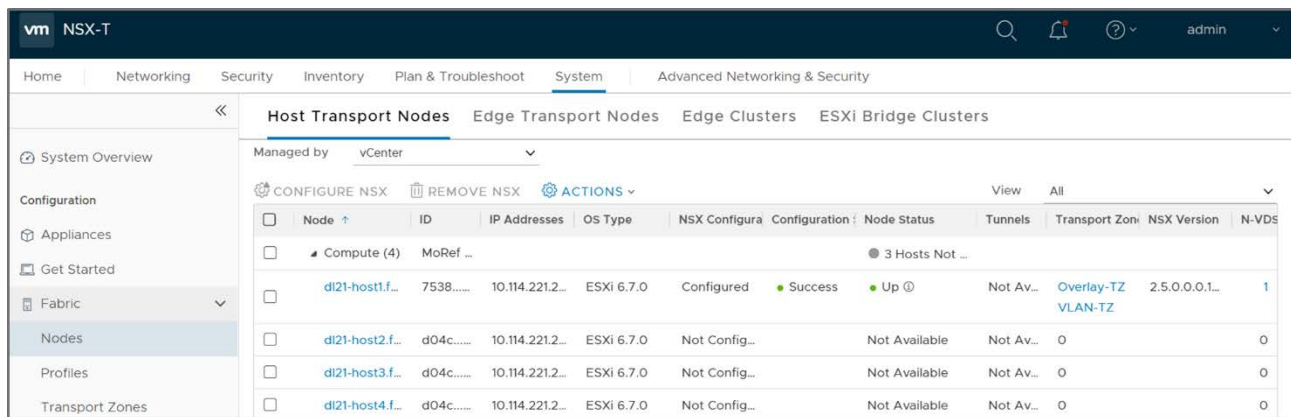 vm NSX-T admin
Home Networking Security Inventory Plan & Troubleshoot System Advanced Networking & Security
Host Transport Nodes Edge Transport Nodes Edge Clusters ESXi Bridge Clusters
System Overview
Configuration
Appliances
Get Started
Fabric
Nodes
Profiles
Transport Zones
Managed by vCenter
CONFIGURE NSX REMOVE NSX ACTIONS View All
Node ID IP Addresses OS Type NSX Configura Configuration Node Status Tunnels Transport Zon NSX Version N-VDS
Compute (4) MoRef ... 3 Hosts Not ...
dl21-host1.f... 7538...... 10.114.221.2... ESXi 6.7.0 Configured Success Up Not Av... Overlay-TZ 2.5.0.0.0.1... 1
VLAN-TZ
dl21-host2.f... d04c...... 10.114.221.2... ESXi 6.7.0 Not Config... Not Available Not Av... 0 0
dl21-host3.f... d04c...... 10.114.221.2... ESXi 6.7.0 Not Config... Not Available Not Av... 0 0
dl21-host4.f... d04c...... 10.114.221.2... ESXi 6.7.0 Not Config... Not Available Not Av... 0 0